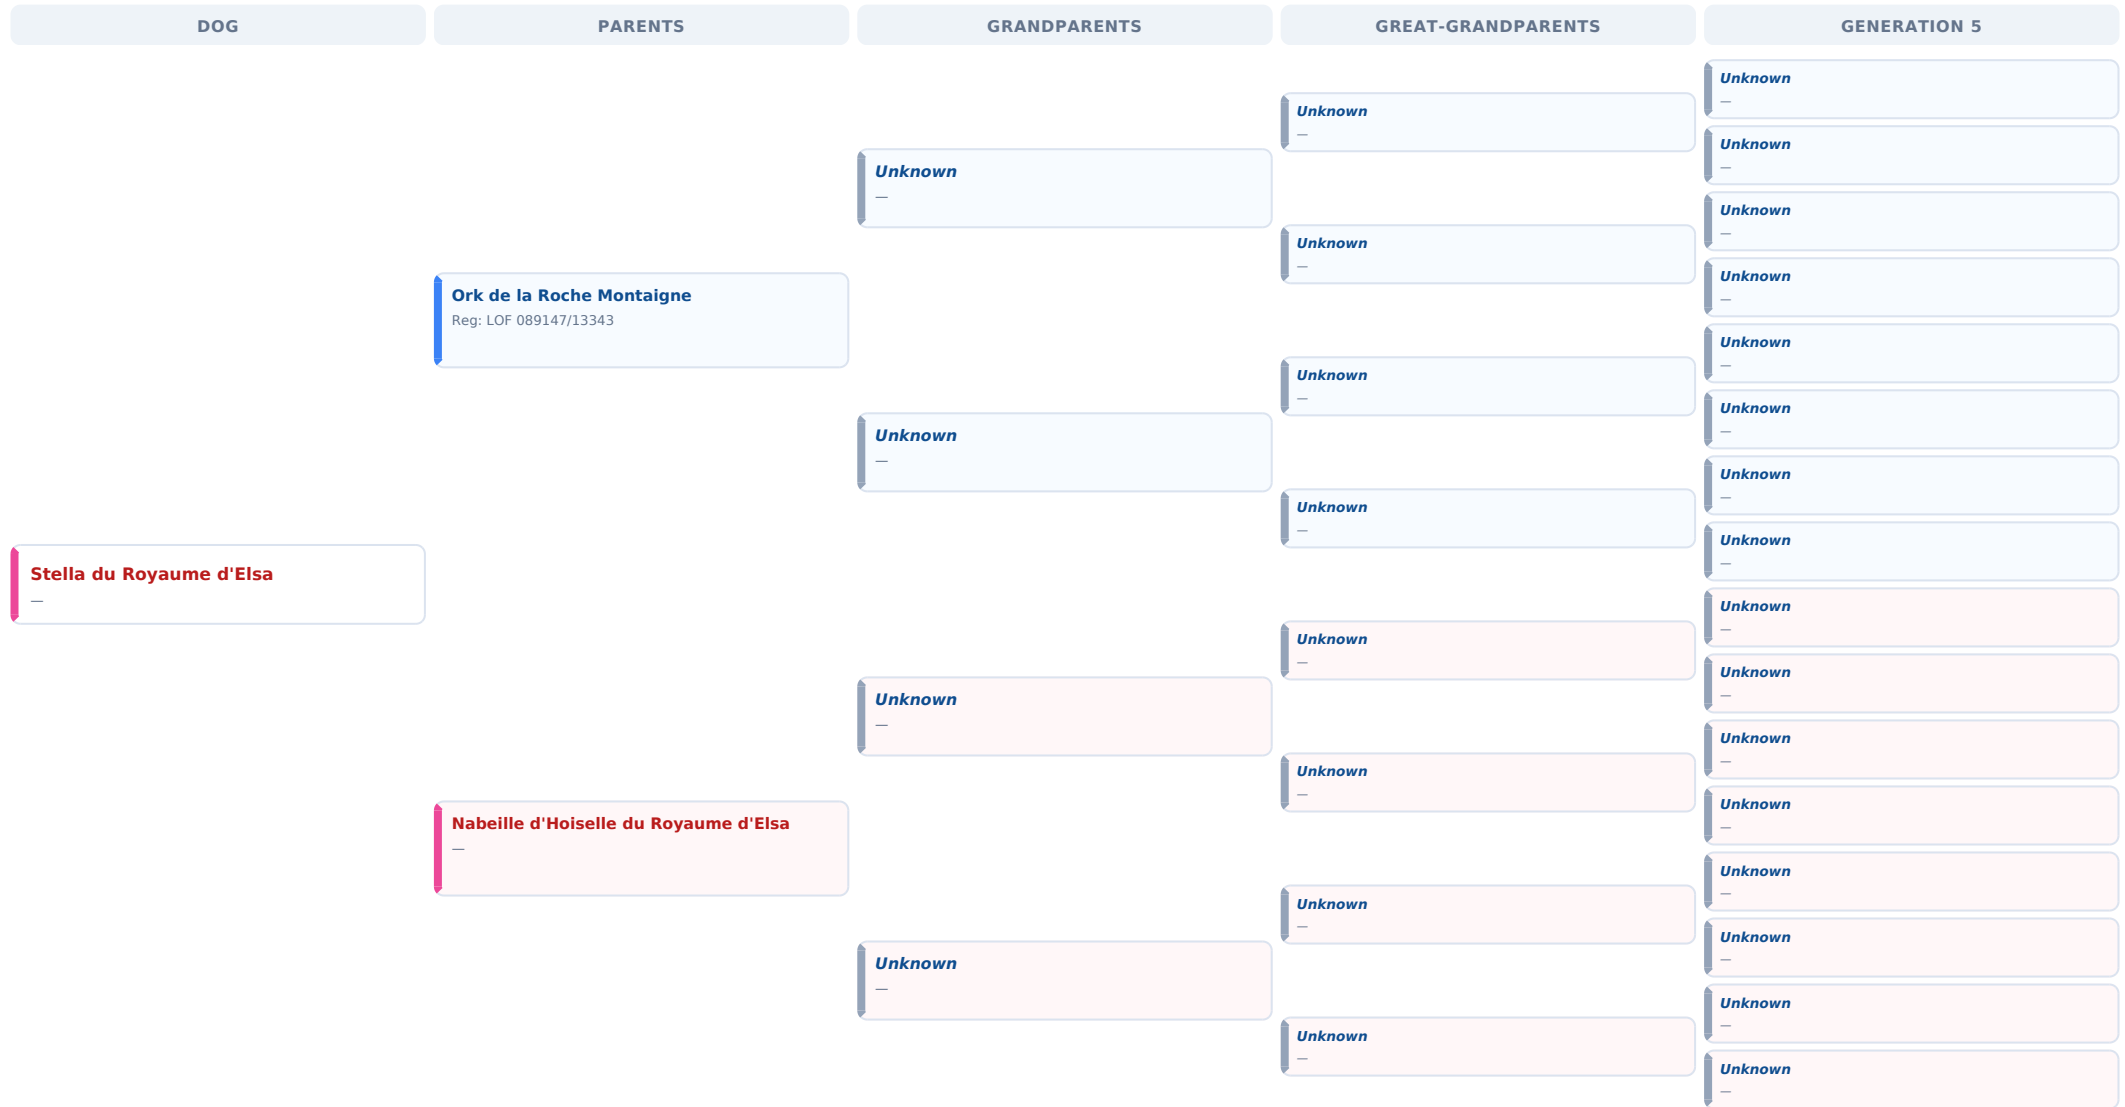 DOG
PARENTS
GRANDPARENTS
GREAT-GRANDPARENTS
GENERATION 5
Stella du Royaume d'Elsa
—
Ork de la Roche Montaigne
Reg: LOF 089147/13343
Nabeille d'Hoiselle du Royaume d'Elsa
—
Unknown
—
Unknown
—
Unknown
—
Unknown
—
Unknown
—
Unknown
—
Unknown
—
Unknown
—
Unknown
—
Unknown
—
Unknown
—
Unknown
—
Unknown
—
Unknown
—
Unknown
—
Unknown
—
Unknown
—
Unknown
—
Unknown
—
Unknown
—
Unknown
—
Unknown
—
Unknown
—
Unknown
—
Unknown
—
Unknown
—
Unknown
—
Unknown
—